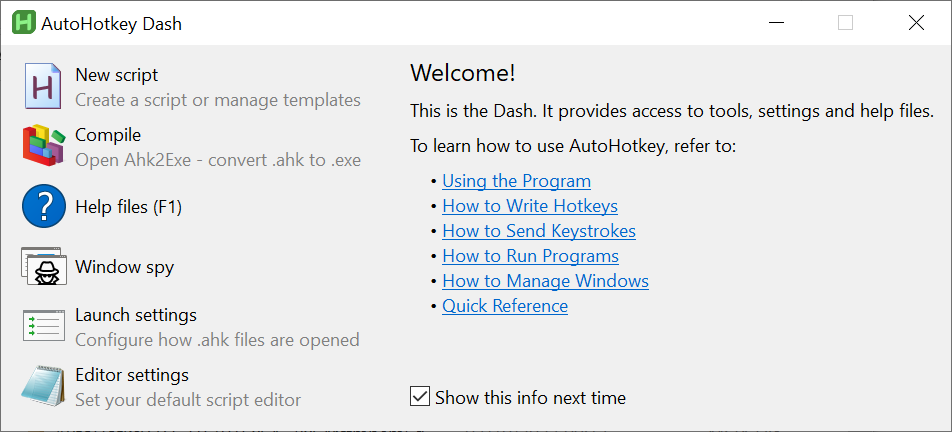 AutoHotkey Dash
New script
Create a script or manage templates
Compile
Open Ahk2Exe - convert .ahk to .exe
Help files (F1)
Window spy
Launch settings
Configure how .ahk files are opened
Editor settings
Set your default script editor
Welcome!
This is the Dash. It provides access to tools, settings and help files.
To learn how to use AutoHotkey, refer to:
• Using the Program
• How to Write Hotkeys
• How to Send Keystrokes
• How to Run Programs
• How to Manage Windows
• Quick Reference
Show this info next time